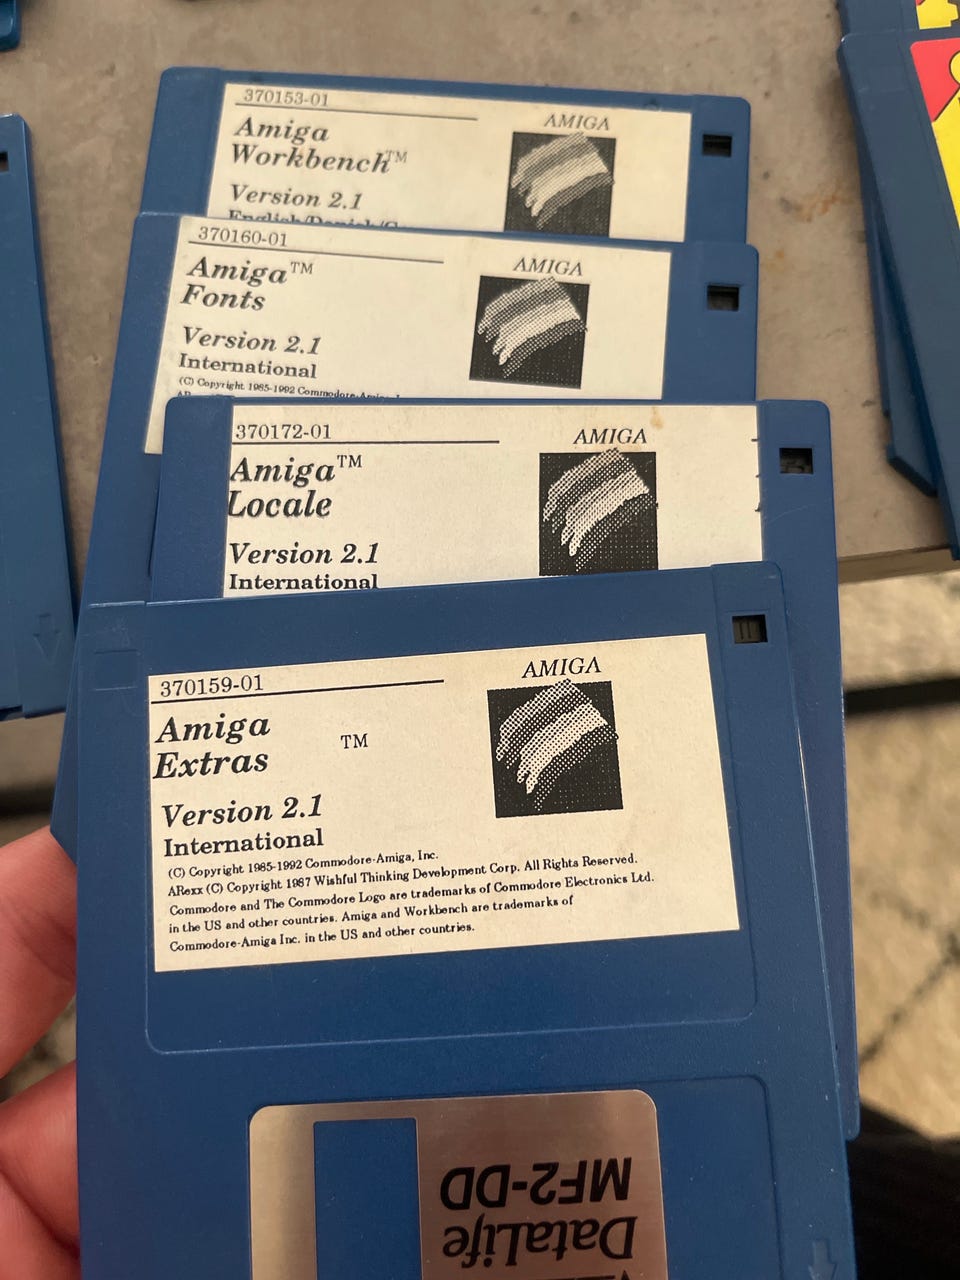 370153-01
AMIGA
Amiga
Workbench™
Version 2.1
English/Danish/G
370160-01
AMIGA
Amiga™
Fonts
Version 2.1
International
(C) Copyright 1985-1992 Commodore-Amiga, I
370172-01
AMIGA
Amiga™
Locale
Version 2.1
International
370159-01
AMIGA
Amiga
Extras ™
Version 2.1
International
(C) Copyright 1985-1992 Commodore-Amiga, Inc.
ARexx (C) Copyright 1987 Wishful Thinking Development Corp. All Rights Reserved.
Commodore and The Commodore Logo are trademarks of Commodore Electronics Ltd.
in the US and other countries. Amiga and Workbench are trademarks of
Commodore-Amiga Inc. in the US and other countries.
DataLife
MF2-DD